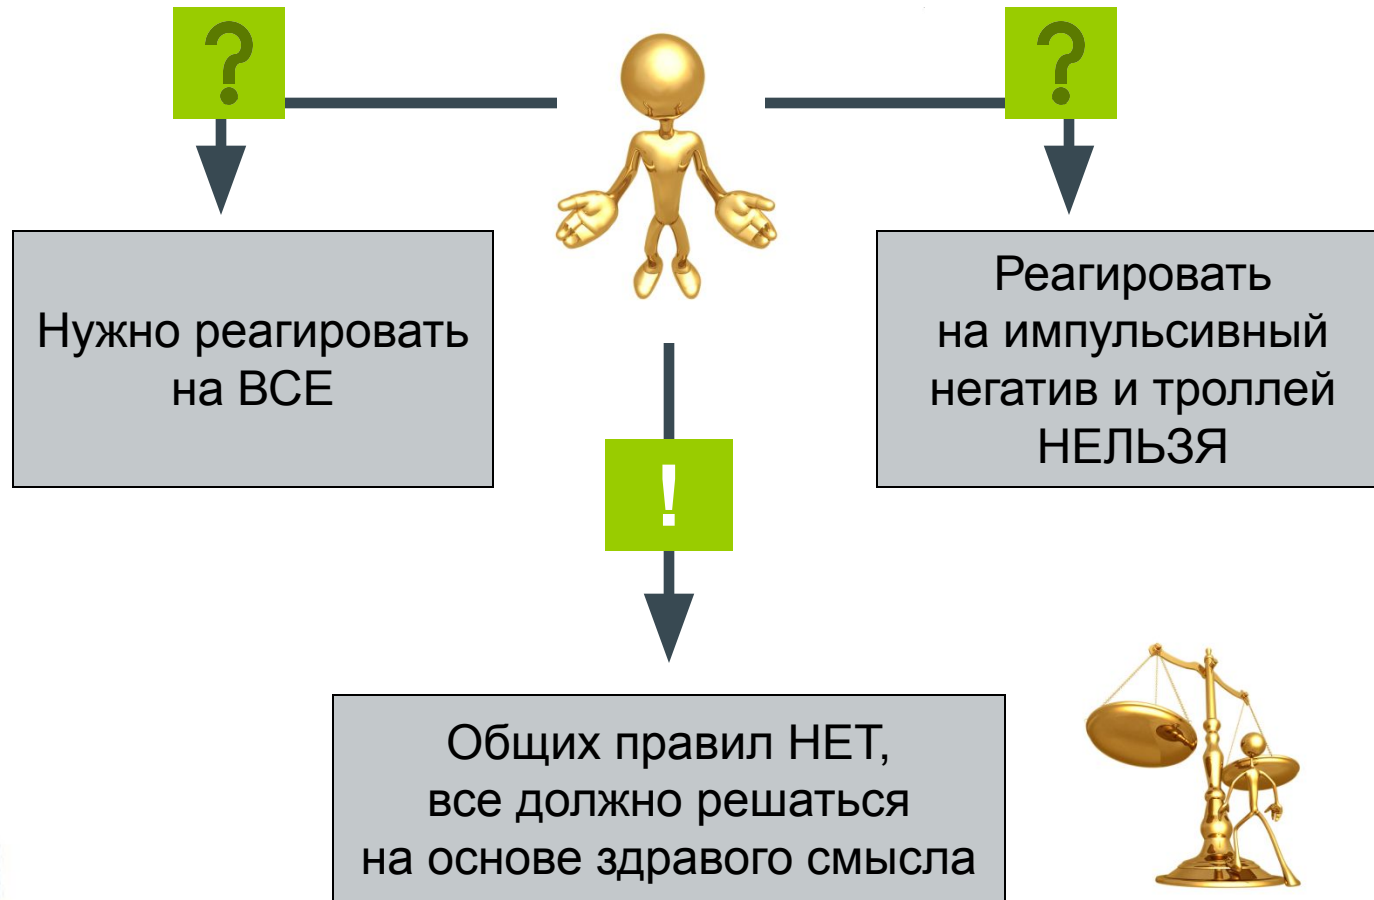 ?
?
Нужно реагировать
на ВСЕ
Реагировать
на импульсивный
негатив и троллей
НЕЛЬЗЯ
!
Общих правил НЕТ,
все должно решаться
на основе здравого смысла